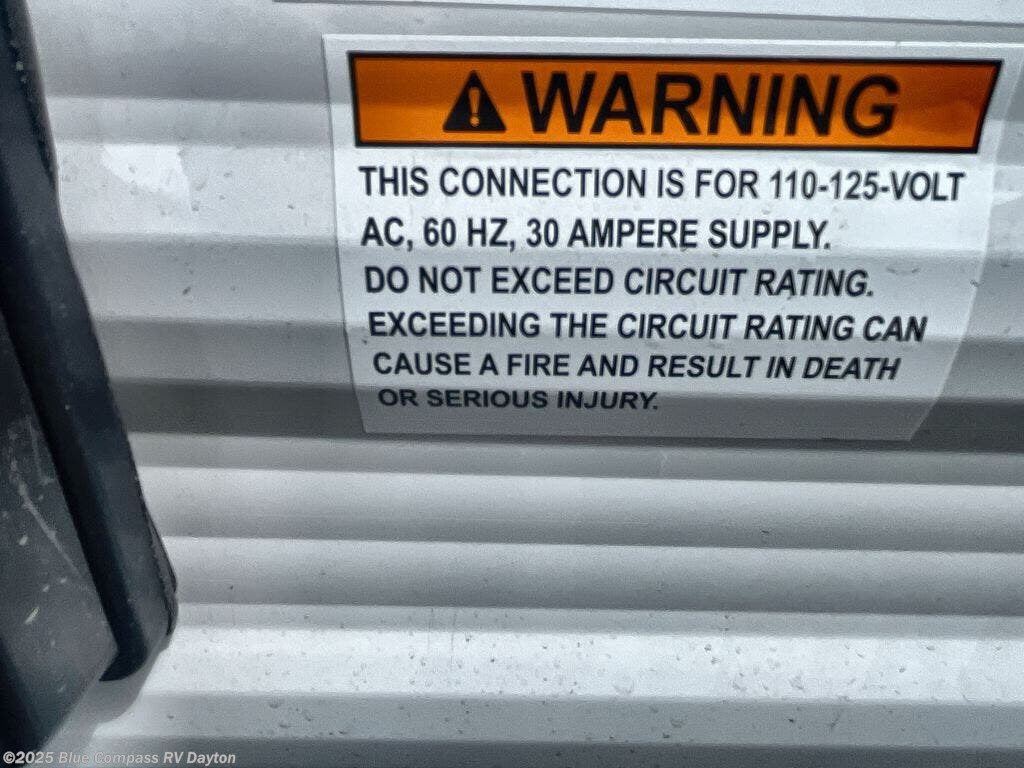 WARNING
THIS CONNECTION IS FOR 110-125-VOLT
AC, 60 HZ, 30 AMPERE SUPPLY.
DO NOT EXCEED CIRCUIT RATING.
EXCEEDING THE CIRCUIT RATING CAN
CAUSE A FIRE AND RESULT IN DEATH
OR SERIOUS INJURY.
©2025 Blue Compass RV Dayton